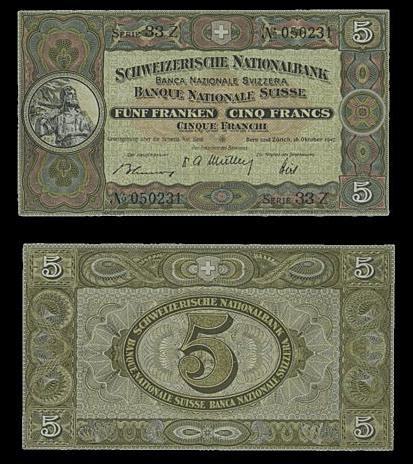 SERIE 33 Z No 050231 5
SCHWEIZERISCHE NATIONALBANK
BANCA NAZIONALE SVIZZERA
BANQUE NATIONALE SUISSE
FÜNF FRANKEN CINQ FRANCS
CINQUE FRANCHI
Bern und Zürich, 16. Oktober 1947
No 050231 SERIE 33 Z 5
5 5
SCHWEIZERISCHE NATIONALBANK
5
BANQUE NATIONALE SUISSE BANCA NAZIONALE SVIZZERA
5 5